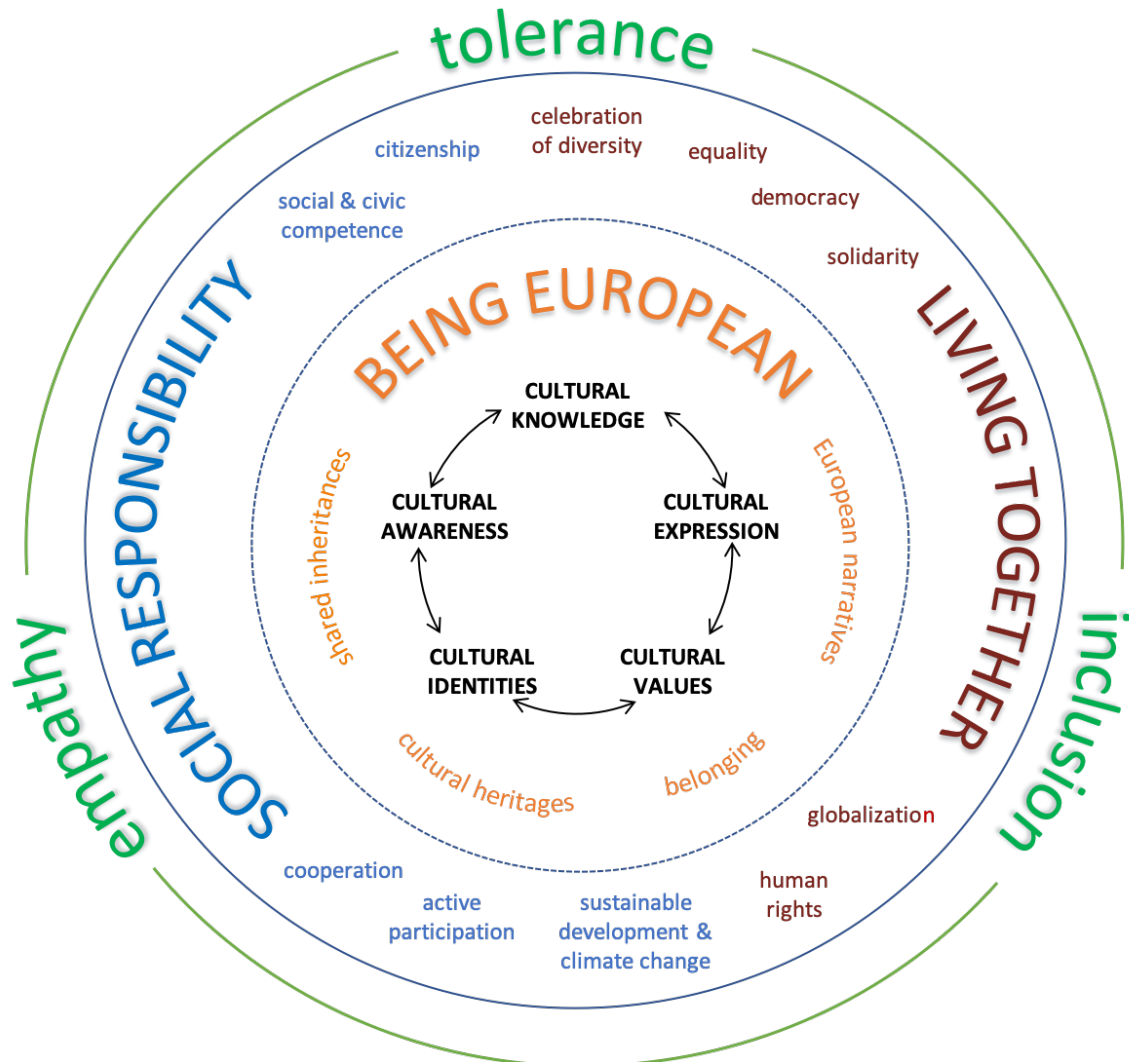 tolerance
celebration
of diversity
citizenship
equality
social & civic
competence
democracy
solidarity
SOCIAL RESPONSIBILITY
LIVING TOGETHER
BEING EUROPEAN
CULTURAL
KNOWLEDGE
shared inheritances
European narratives
CULTURAL
AWARENESS
CULTURAL
EXPRESSION
CULTURAL
IDENTITIES
CULTURAL
VALUES
cultural heritages
belonging
empathy
inclusion
globalization
cooperation
human
rights
active
participation
sustainable
development &
climate change